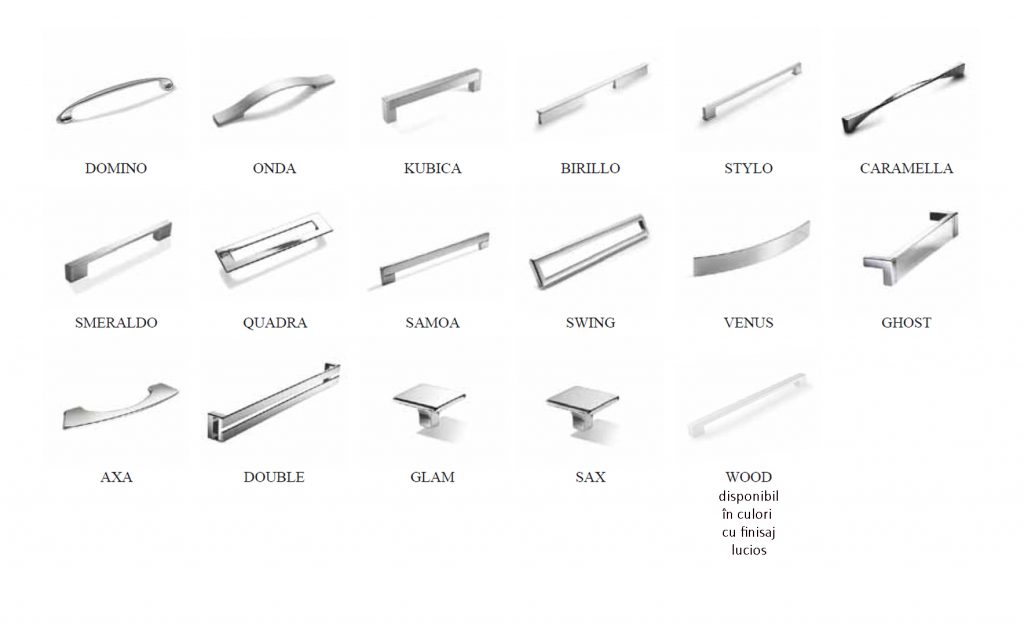 DOMINO
ONDA
KUBICA
BIRILLO
STYLO
CARAMELLA
SMERALDO
QUADRA
SAMOA
SWING
VENUS
GHOST
AXA
DOUBLE
GLAM
SAX
WOOD
disponibil
în culori
cu finisaj
lucios